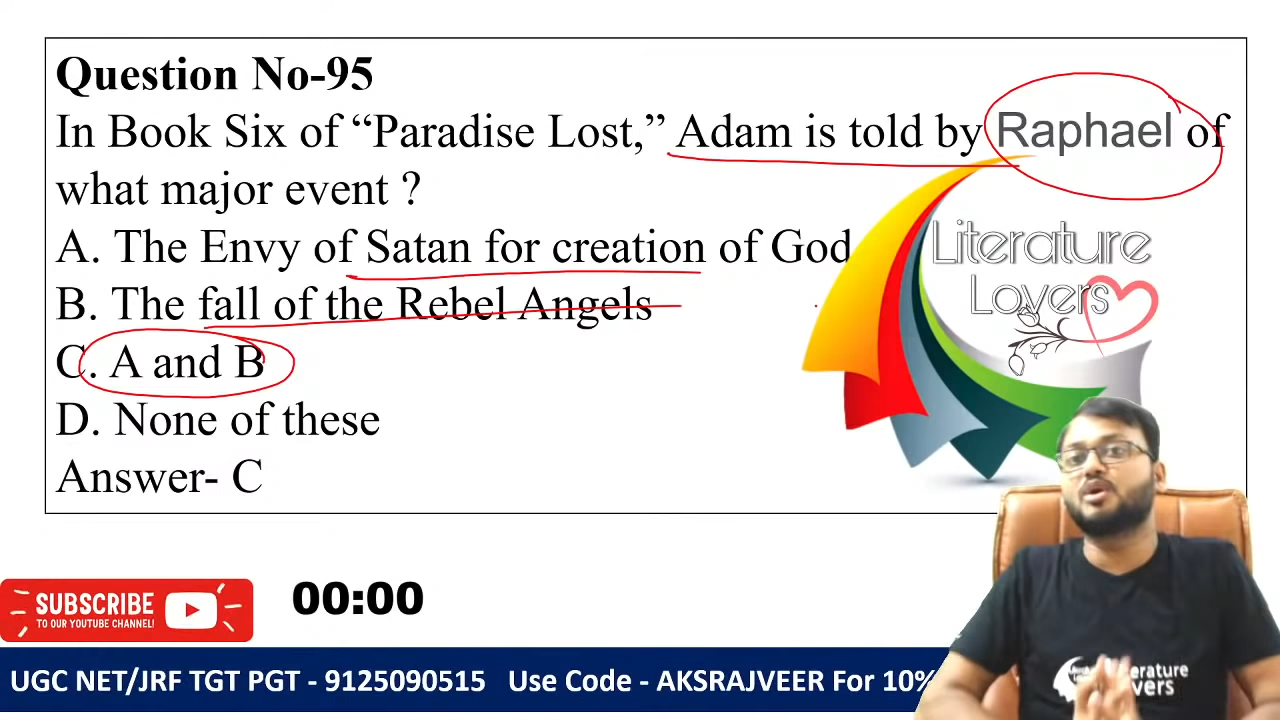 Question No-95
In Book Six of “Paradise Lost,” Adam is told by Raphael of
what major event ?
A. The Envy of Satan for creation of God
B. The fall of the Rebel Angels
C. A and B
D. None of these
Answer- C
Literature
Lovers
SUBSCRIBE
TO OUR YOUTUBE CHANNEL!
00:00
UGC NET/JRF TGT PGT - 9125090515 Use Code - AKSRAJVEER For 10%